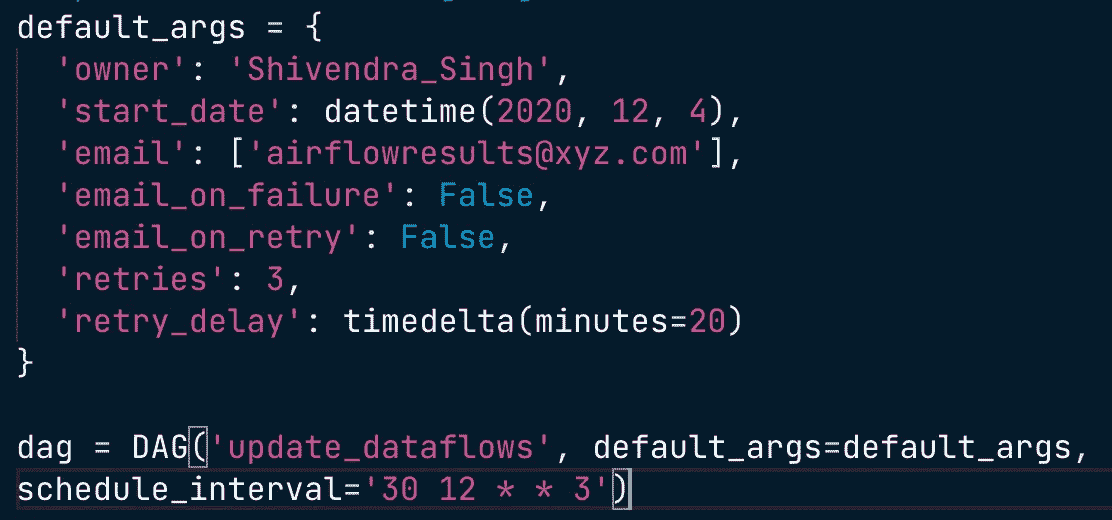 default_args = {
'owner': 'Shivendra_Singh',
'start_date': datetime(2020, 12, 4),
'email': ['airflowresults@xyz.com'],
'email_on_failure': False,
'email_on_retry': False,
'retries': 3,
'retry_delay': timedelta(minutes=20)
}
dag = DAG('update_dataflows', default_args=default_args,
schedule_interval='30 12 * * 3')